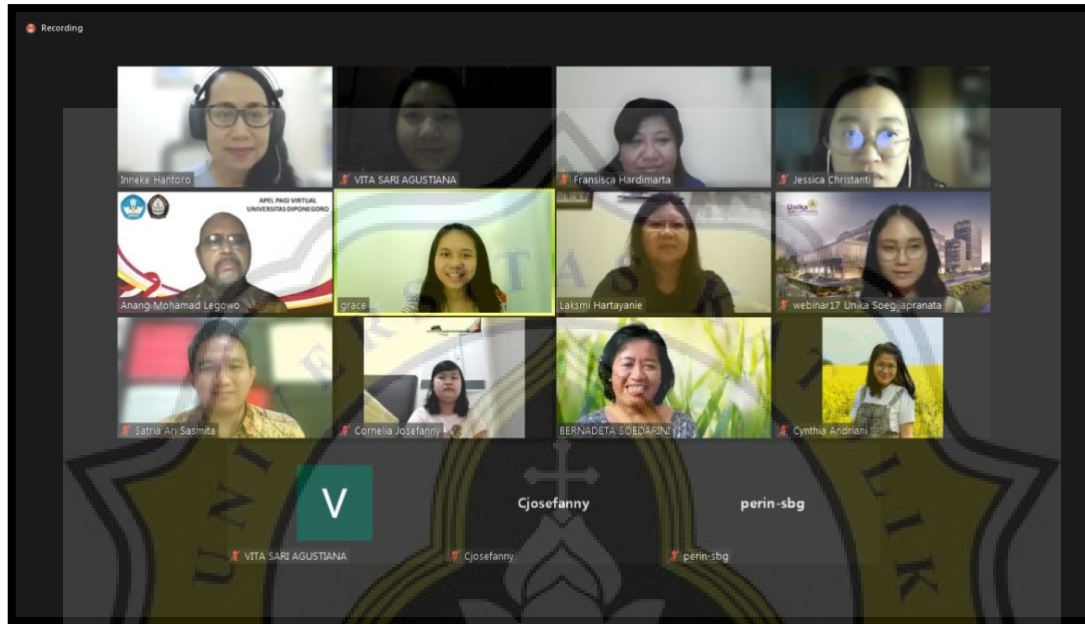 Recording
Inneke Hantoro
VITA SARI AGUSTIANA
Fransisca Hardimarta
Jessica Christanti
APEL PAGI VIRTUAL
UNIVERSITAS DIPONEGORO
Anang Mohamad Legowo
grace
Laksmi Hartayanie
Unika
webinar17 Unika Soegijapranata
Satria Ari Sasmita
Cornelia Josefanny
BERNADETA SOEDARINI
Cynthia Andriani
V
Cjosefanny
perin-sbg
VITA SARI AGUSTIANA
Cjosefanny
perin-sbg